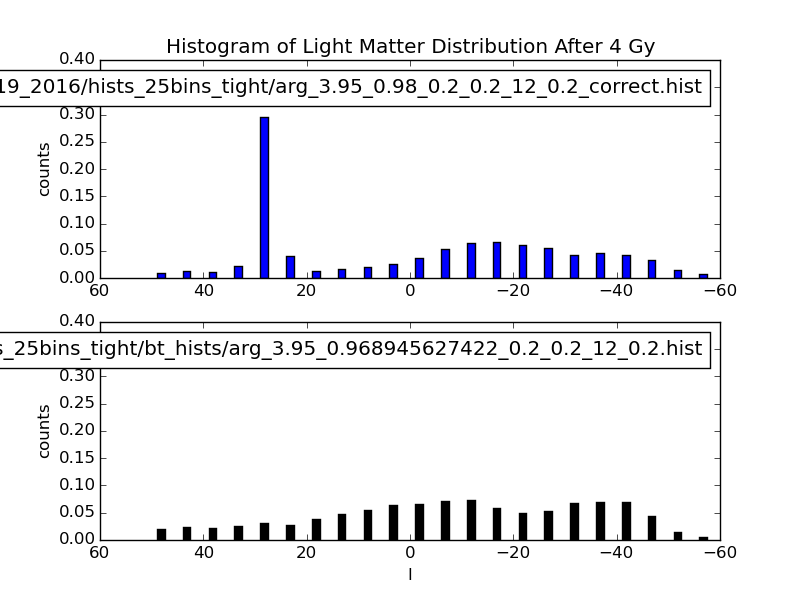 Histogram of Light Matter Distribution After 4 Gy
0.40
19_2016/hists_25bins_tight/arg_3.95_0.98_0.2_0.2_12_0.2_correct.hist
0.30
0.25
0.20
0.15
0.10
0.05
0.00
counts
60 40 20 0 −20 −40 −60
0.40
s_25bins_tight/bt_hists/arg_3.95_0.968945627422_0.2_0.2_12_0.2.hist
0.30
0.25
0.20
0.15
0.10
0.05
0.00
counts
60 40 20 0 −20 −40 −60
l